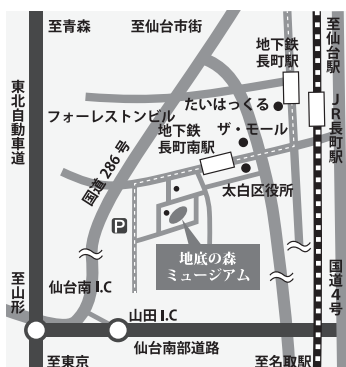 至青森
至仙台市街
至仙台駅
地下鉄
長町駅
東北自動車道
たいはっくる
JR長町駅
フォーレストンビル
地下鉄
長町南駅
ザ・モール
国道286号
太白区役所
P
地底の森
ミュージアム
仙台南I.C
至山形
国道4号
山田I.C
仙台南部道路
至東京
至名取駅